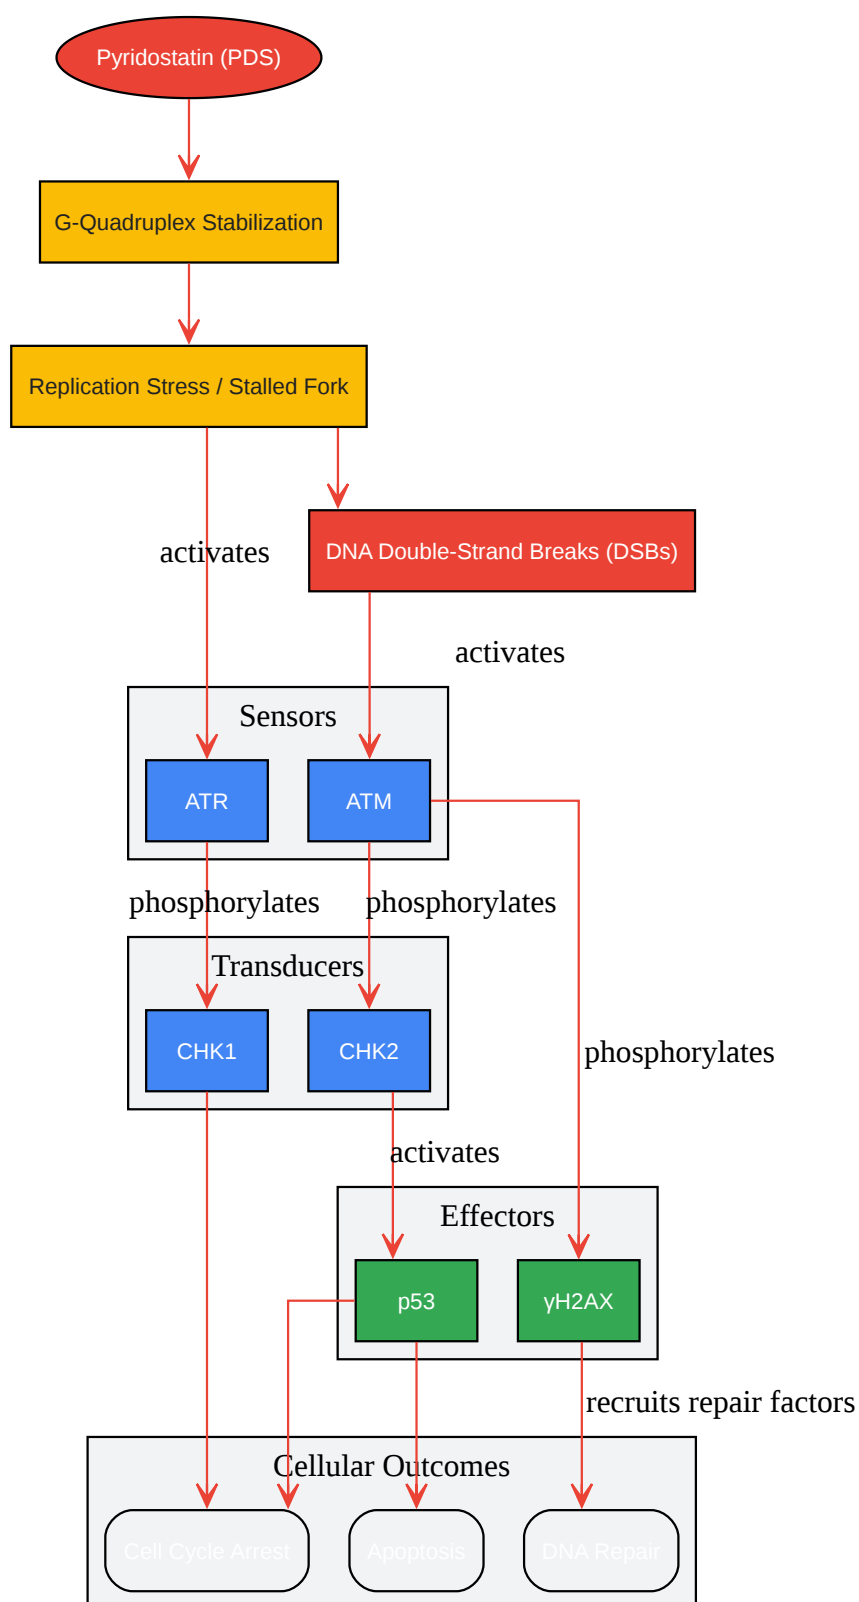 Pyridostatin (PDS)
G-Quadruplex Stabilization
Replication Stress / Stalled Fork
activates
DNA Double-Strand Breaks (DSBs)
activates
Sensors
ATR
ATM
phosphorylates
phosphorylates
Transducers
CHK1
CHK2
phosphorylates
activates
Effectors
p53
γH2AX
recruits repair factors
Cellular Outcomes
Cell Cycle Arrest
Apoptosis
DNA Repair